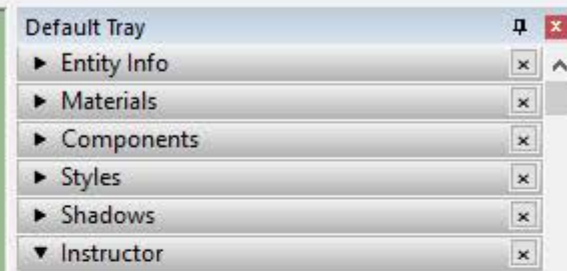 Default Tray
Entity Info
Materials
Components
Styles
Shadows
Instructor